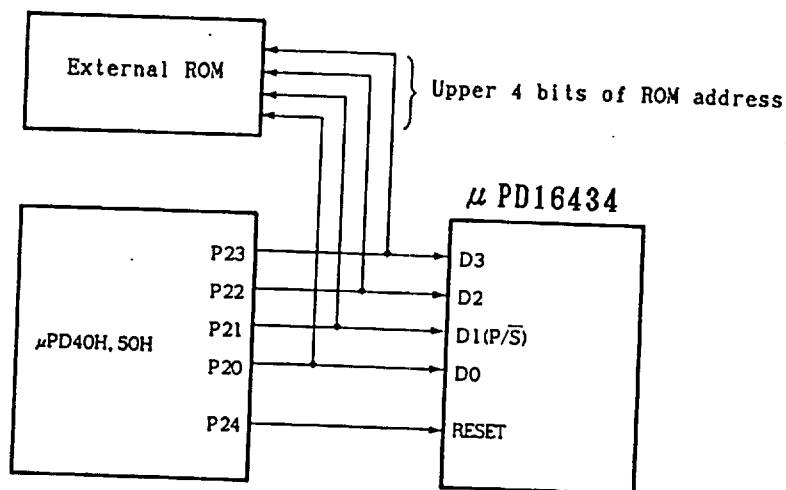 External ROM
Upper 4 bits of ROM address
μ PD16434
P23
D3
P22
D2
P21
D1(P/S̅)
μPD40H, 50H
P20
D0
P24
RESET